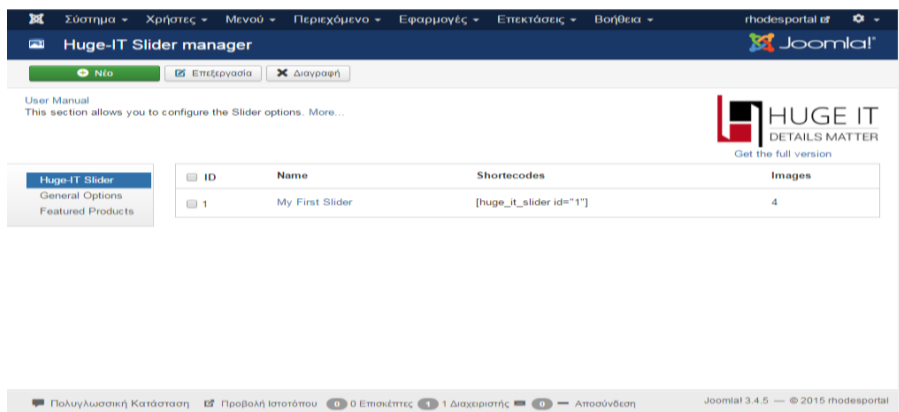 Σύστημα Χρήστες Μενού Περιεχόμενο Εφαρμογές Επεκτάσεις Βοήθεια rhodesportal
Huge-IT Slider manager Joomla!
Νέο Επεξεργασία Διαγραφή
User Manual
This section allows you to configure the Slider options. More...
HUGE IT
DETAILS MATTER
Get the full version
Huge-IT Slider
General Options
Featured Products
ID Name Shortecodes Images
1 My First Slider [huge_it_slider id="1"] 4
Πολυγλωσσική Κατάσταση Προβολή Ιστοτόπου 0 0 Επισκέπτες 1 1 Διαχειριστής 0 — Αποσύνδεση Joomla! 3.4.5 — © 2015 rhodesportal